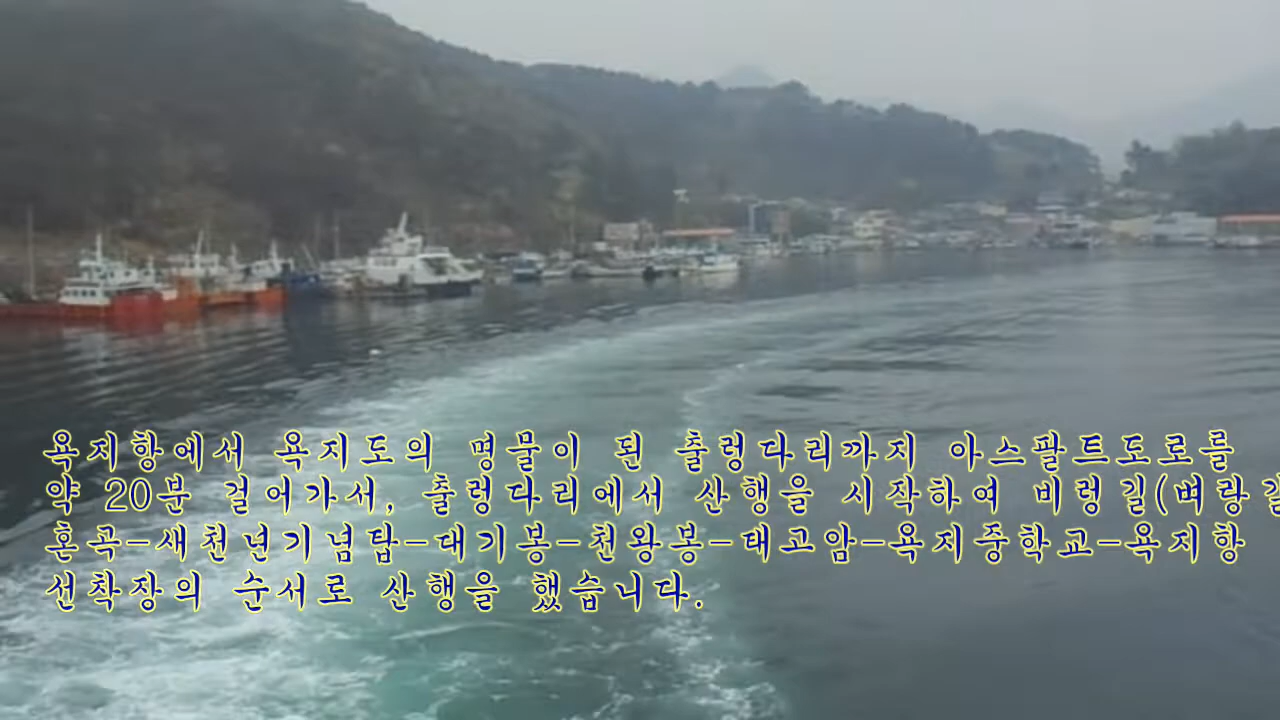 욕지항에서 욕지도의 명물이 된 출렁다리까지 아스팔트도로를
약 20분 걸어가서, 출렁다리에서 산행을 시작하여 비렁길(벼랑길
혼곡-새천년기념탑-대기봉-천왕봉-태고암-욕지중학교-욕지항
선착장의 순서로 산행을 했습니다.